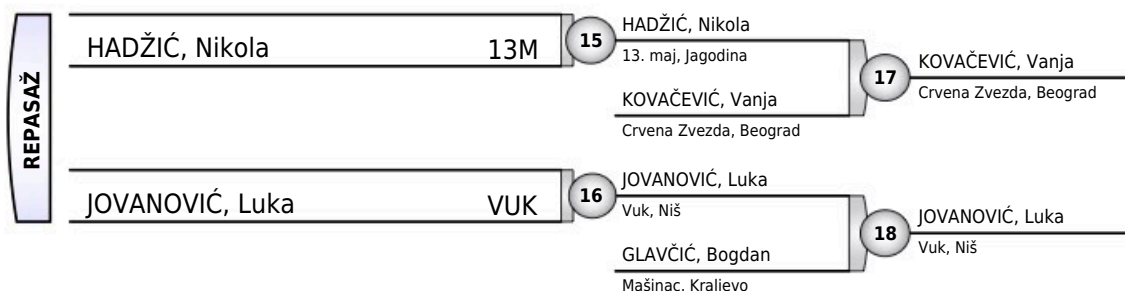 REPASAŽ
HADŽIĆ, Nikola 13M
15
HADŽIĆ, Nikola
13. maj, Jagodina
KOVAČEVIĆ, Vanja
Crvena Zvezda, Beograd
17
KOVAČEVIĆ, Vanja
Crvena Zvezda, Beograd
JOVANOVIĆ, Luka VUK
16
JOVANOVIĆ, Luka
Vuk, Niš
GLAVČIĆ, Bogdan
Mašinac, Kraljevo
18
JOVANOVIĆ, Luka
Vuk, Niš